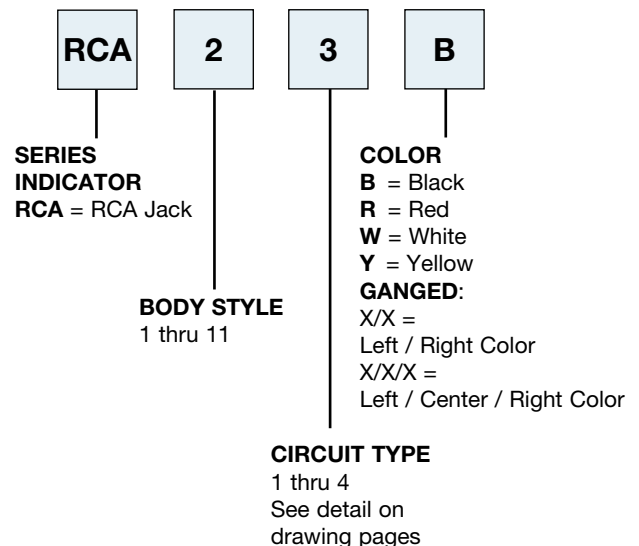 RCA 2 3 B
SERIES
INDICATOR
RCA = RCA Jack
BODY STYLE
1 thru 11
CIRCUIT TYPE
1 thru 4
See detail on
drawing pages
COLOR
B = Black
R = Red
W = White
Y = Yellow
GANGED:
X/X =
Left / Right Color
X/X/X =
Left / Center / Right Color